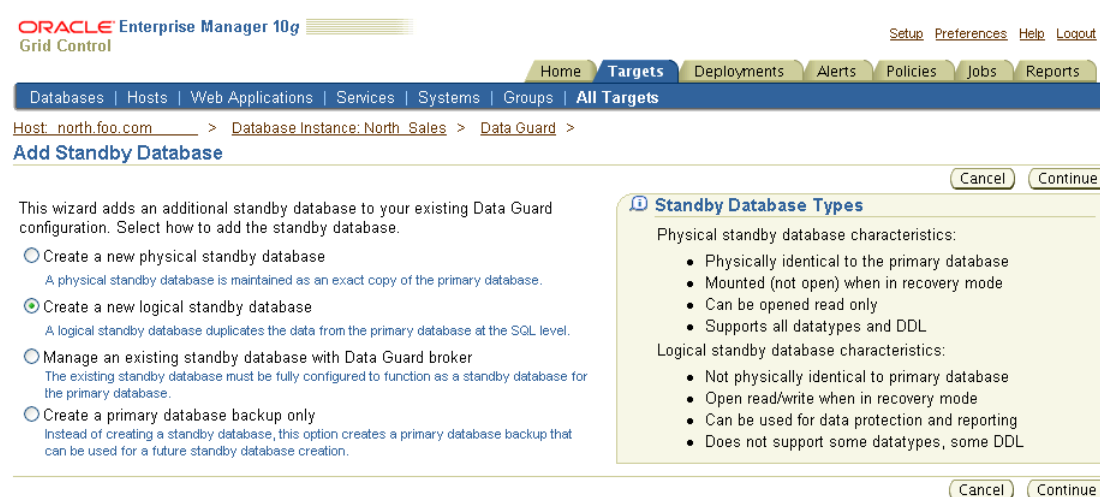 ORACLE Enterprise Manager 10g
Grid Control
Setup Preferences Help Logout
Home Targets Deployments Alerts Policies Jobs Reports
Databases | Hosts | Web Applications | Services | Systems | Groups | All Targets
Host: north.foo.com > Database Instance: North_Sales > Data Guard >
Add Standby Database
Cancel Continue
This wizard adds an additional standby database to your existing Data Guard
configuration. Select how to add the standby database.
Create a new physical standby database
A physical standby database is maintained as an exact copy of the primary database.
Create a new logical standby database
A logical standby database duplicates the data from the primary database at the SQL level.
Manage an existing standby database with Data Guard broker
The existing standby database must be fully configured to function as a standby database for
the primary database.
Create a primary database backup only
Instead of creating a standby database, this option creates a primary database backup that
can be used for a future standby database creation.
Standby Database Types
Physical standby database characteristics:
• Physically identical to the primary database
• Mounted (not open) when in recovery mode
• Can be opened read only
• Supports all datatypes and DDL
Logical standby database characteristics:
• Not physically identical to primary database
• Open read/write when in recovery mode
• Can be used for data protection and reporting
• Does not support some datatypes, some DDL
Cancel Continue